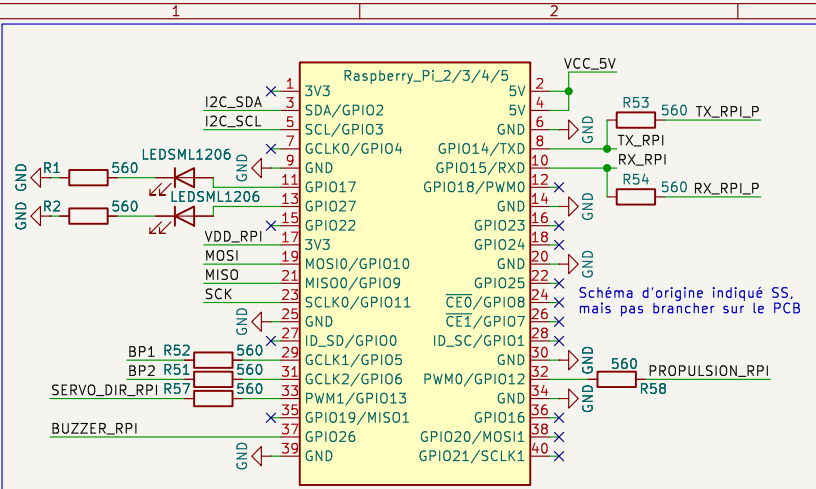 1 2
Raspberry_Pi_2/3/4/5
VCC_5V
1 3V3 5V 2
I2C_SDA 3 SDA/GPIO2 5V 4
R53 560 TX_RPI_P
I2C_SCL 5 SCL/GPIO3 GND 6 GND
7 GCLK0/GPIO4 GPIO14/TXD 8 TX_RPI
LEDSML1206
GND 9 GND GPIO15/RXD 10 RX_RPI
GND R1 560 11 GPIO17 GPIO18/PWM0 12
R54 560 RX_RPI_P
LEDSML1206
GND R2 560 13 GPIO27 GND 14 GND
15 GPIO22 GPIO23 16
VDD_RPI 17 3V3 GPIO24 18
MOSI 19 MOSI0/GPIO10 GND 20 GND
MISO 21 MISO0/GPIO9 GPIO25 22
SCK 23 SCLK0/GPIO11 CE0/GPIO8 24
Schéma d'origine indiqué SS,
mais pas brancher sur le PCB
GND 25 GND CE1/GPIO7 26
27 ID_SD/GPIO0 ID_SC/GPIO1 28
BP1 R52 560 29 GCLK1/GPIO5 GND 30 GND
BP2 R51 560 31 GCLK2/GPIO6 PWM0/GPIO12 32 560 R58 PROPULSION_RPI
SERVO_DIR_RPI R57 560 33 PWM1/GPIO13 GND 34 GND
35 GPIO19/MISO1 GPIO16 36
BUZZER_RPI 37 GPIO26 GPIO20/MOSI1 38
GND 39 GND GPIO21/SCLK1 40